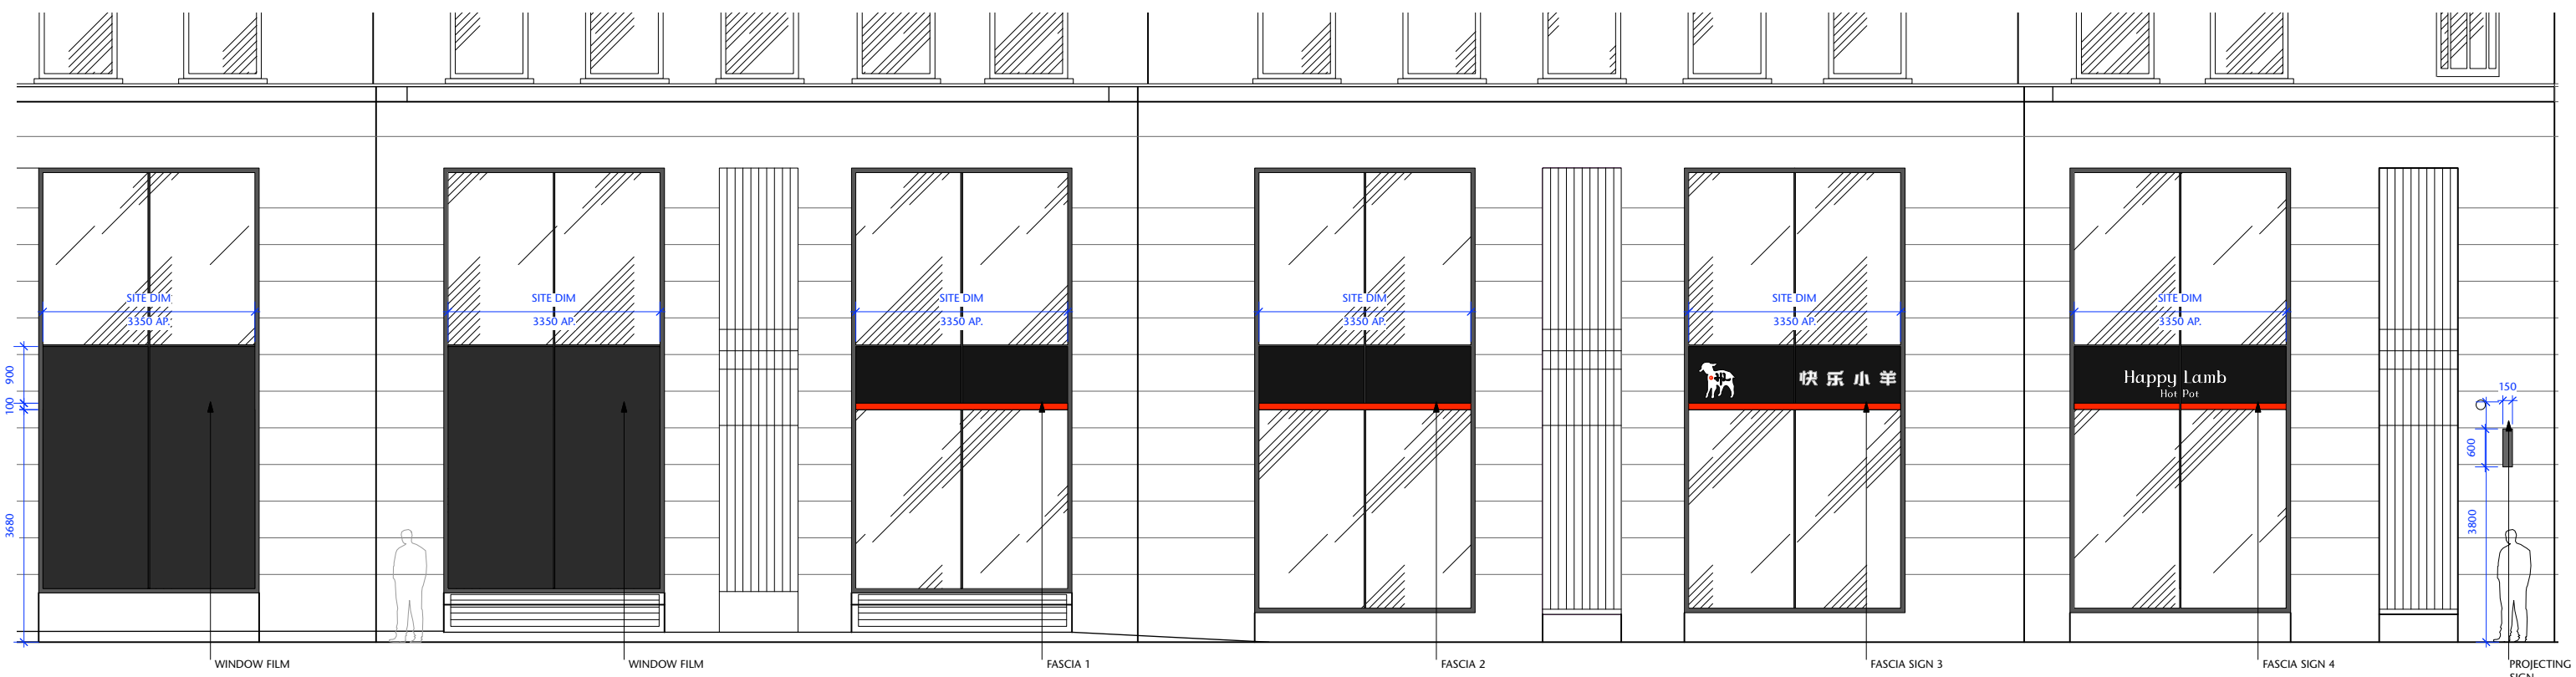 SITE DIM
3350 AP.
SITE DIM
3350 AP.
SITE DIM
3350 AP.
SITE DIM
3350 AP.
SITE DIM
3350 AP.
SITE DIM
3350 AP.
900
100
3680
快乐小羊
Happy Lamb
Hot Pot
150
600
3800
WINDOW FILM
WINDOW FILM
FASCIA 1
FASCIA 2
FASCIA SIGN 3
FASCIA SIGN 4
PROJECTING
SIGN